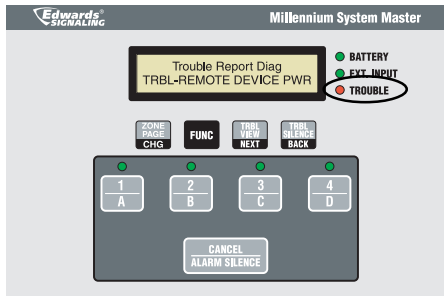 Edwards®
SIGNALING
Millennium System Master
Trouble Report Diag
TRBL-REMOTE DEVICE PWR
BATTERY
EXT. INPUT
TROUBLE
ZONE
PAGE
CHG
FUNC
TRBL
VIEW
NEXT
TRBL
SILENCE
BACK
1
A
2
B
3
C
4
D
CANCEL
ALARM SILENCE